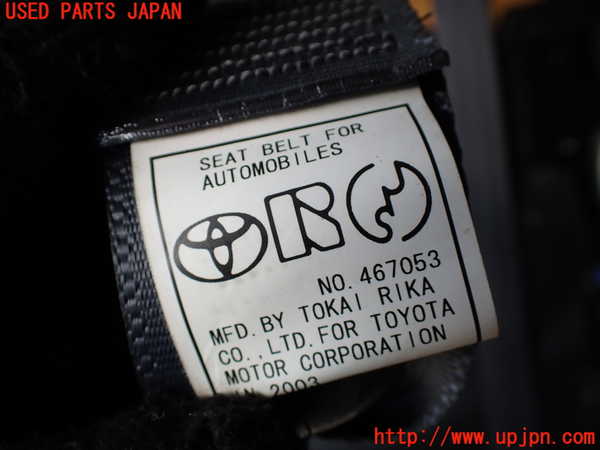 USED PARTS JAPAN
SEAT BELT FOR
AUTOMOBILES
NO. 467053
MFD. BY TOKAI RIKA
CO., LTD. FOR TOYOTA
MOTOR CORPORATION
IN 2003
http://www.upjpn.com/